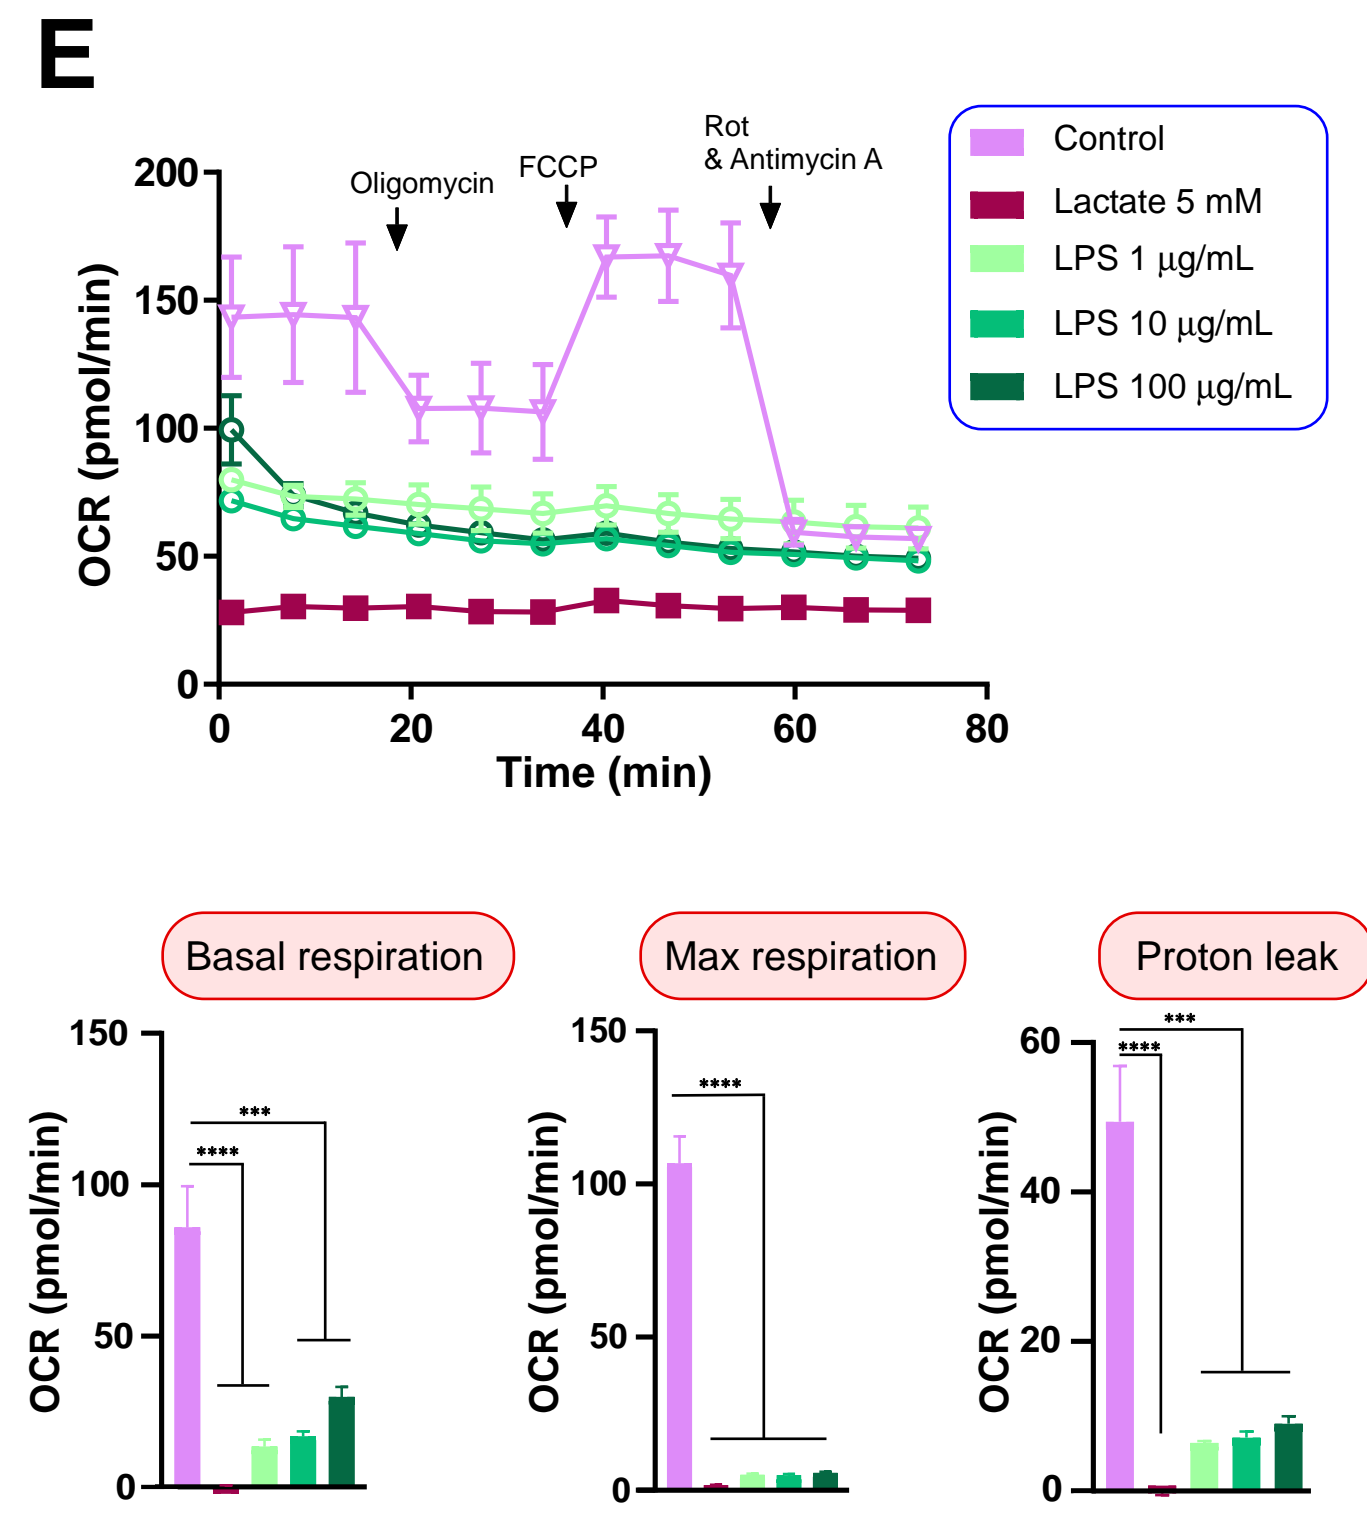 E
Rot
& Antimycin A
FCCP
Oligomycin
Control
Lactate 5 mM
LPS 1 μg/mL
LPS 10 μg/mL
LPS 100 μg/mL
200
150
100
50
0
OCR (pmol/min)
0 20 40 60 80
Time (min)
Basal respiration
Max respiration
Proton leak
150
100
50
0
OCR (pmol/min)
***
****
150
100
50
0
OCR (pmol/min)
****
60
40
20
0
OCR (pmol/min)
***
****